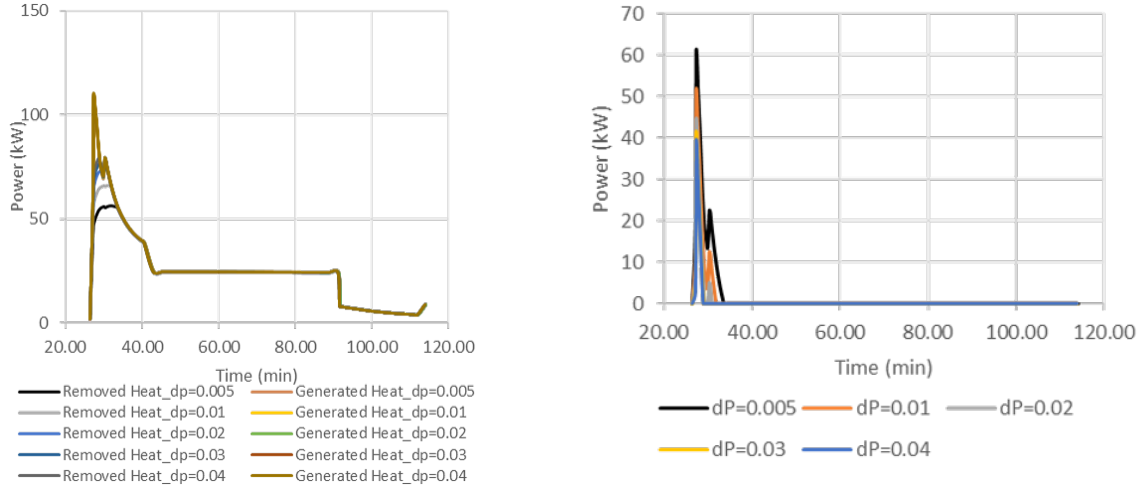 150
100
50
0
Power (kW)
20.00 40.00 60.00 80.00 100.00 120.00
Time (min)
Removed Heat_dp=0.005 Generated Heat_dp=0.005
Removed Heat_dp=0.01 Generated Heat_dp=0.01
Removed Heat_dp=0.02 Generated Heat_dp=0.02
Removed Heat_dp=0.03 Generated Heat_dp=0.03
Removed Heat_dp=0.04 Generated Heat_dp=0.04
70
60
50
40
30
20
10
0
Power (kW)
20.00 40.00 60.00 80.00 100.00 120.00
Time (min)
dP=0.005 dP=0.01 dP=0.02
dP=0.03 dP=0.04